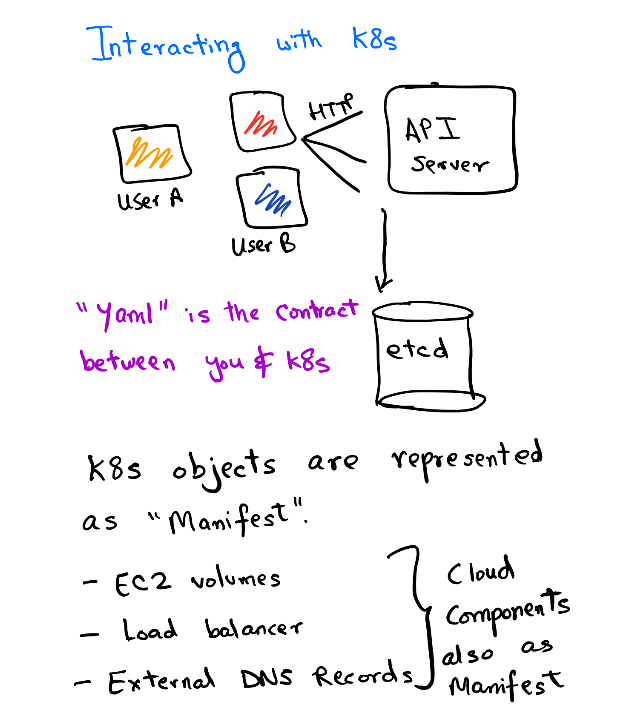 Interacting with K8s
HTTP
API
Server
User A
User B
"Yaml" is the Contract
between you & K8s
etcd
K8s objects are represented
as "Manifest".
- EC2 volumes
- Load balancer
- External DNS Records
Cloud
Components
also as
Manifest